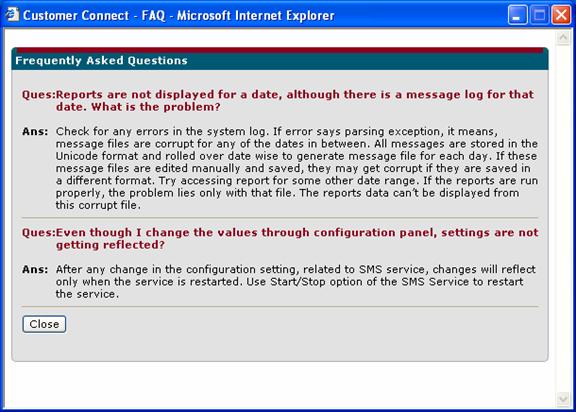 Customer Connect - FAQ - Microsoft Internet Explorer
Frequently Asked Questions
Ques:Reports are not displayed for a date, although there is a message log for that
date. What is the problem?
Ans: Check for any errors in the system log. If error says parsing exception, it means,
message files are corrupt for any of the dates in between. All messages are stored in the
Unicode format and rolled over date wise to generate message file for each day. If these
message files are edited manually and saved, they may get corrupt if they are saved in
a different format. Try accessing report for some other date range. If the reports are run
properly, the problem lies only with that file. The reports data can't be displayed from
this corrupt file.
Ques:Even though I change the values through configuration panel, settings are not
getting reflected?
Ans: After any change in the configuration setting, related to SMS service, changes will reflect
only when the service is restarted. Use Start/Stop option of the SMS Service to restart
the service.
Close